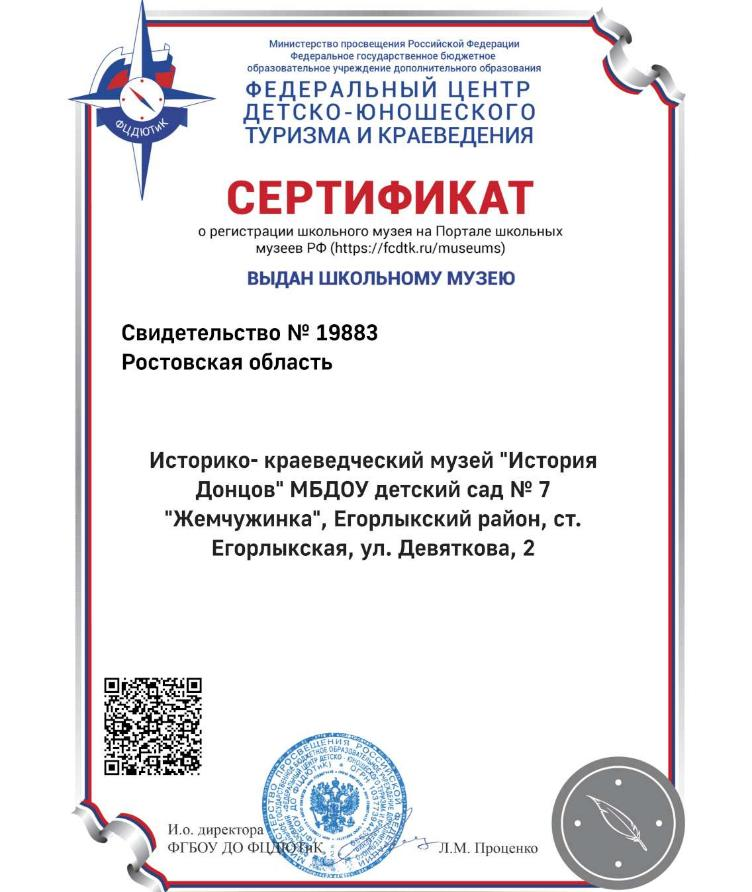 Министерство просвещения Российской Федерации
Федеральное государственное бюджетное
образовательное учреждение дополнительного образования
ФЕДЕРАЛЬНЫЙ ЦЕНТР
ДЕТСКО-ЮНОШЕСКОГО
ТУРИЗМА И КРАЕВЕДЕНИЯ
ФЦДЮТиК
СЕРТИФИКАТ
о регистрации школьного музея на Портале школьных
музеев РФ (https://fcdtk.ru/museums)
ВЫДАН ШКОЛЬНОМУ МУЗЕЮ
Свидетельство № 19883
Ростовская область
Историко- краеведческий музей "История
Донцов" МБДОУ детский сад № 7
"Жемчужинка", Егорлыкский район, ст.
Егорлыкская, ул. Девяткова, 2
И.о. директора
ФГБОУ ДО ФЦДЮТиК
Л.М. Проценко